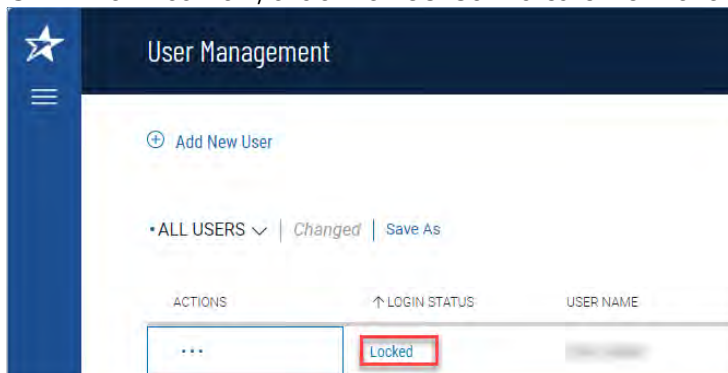 User Management
Add New User
• ALL USERS | Changed | Save As
ACTIONS ↑ LOGIN STATUS USER NAME
... Locked